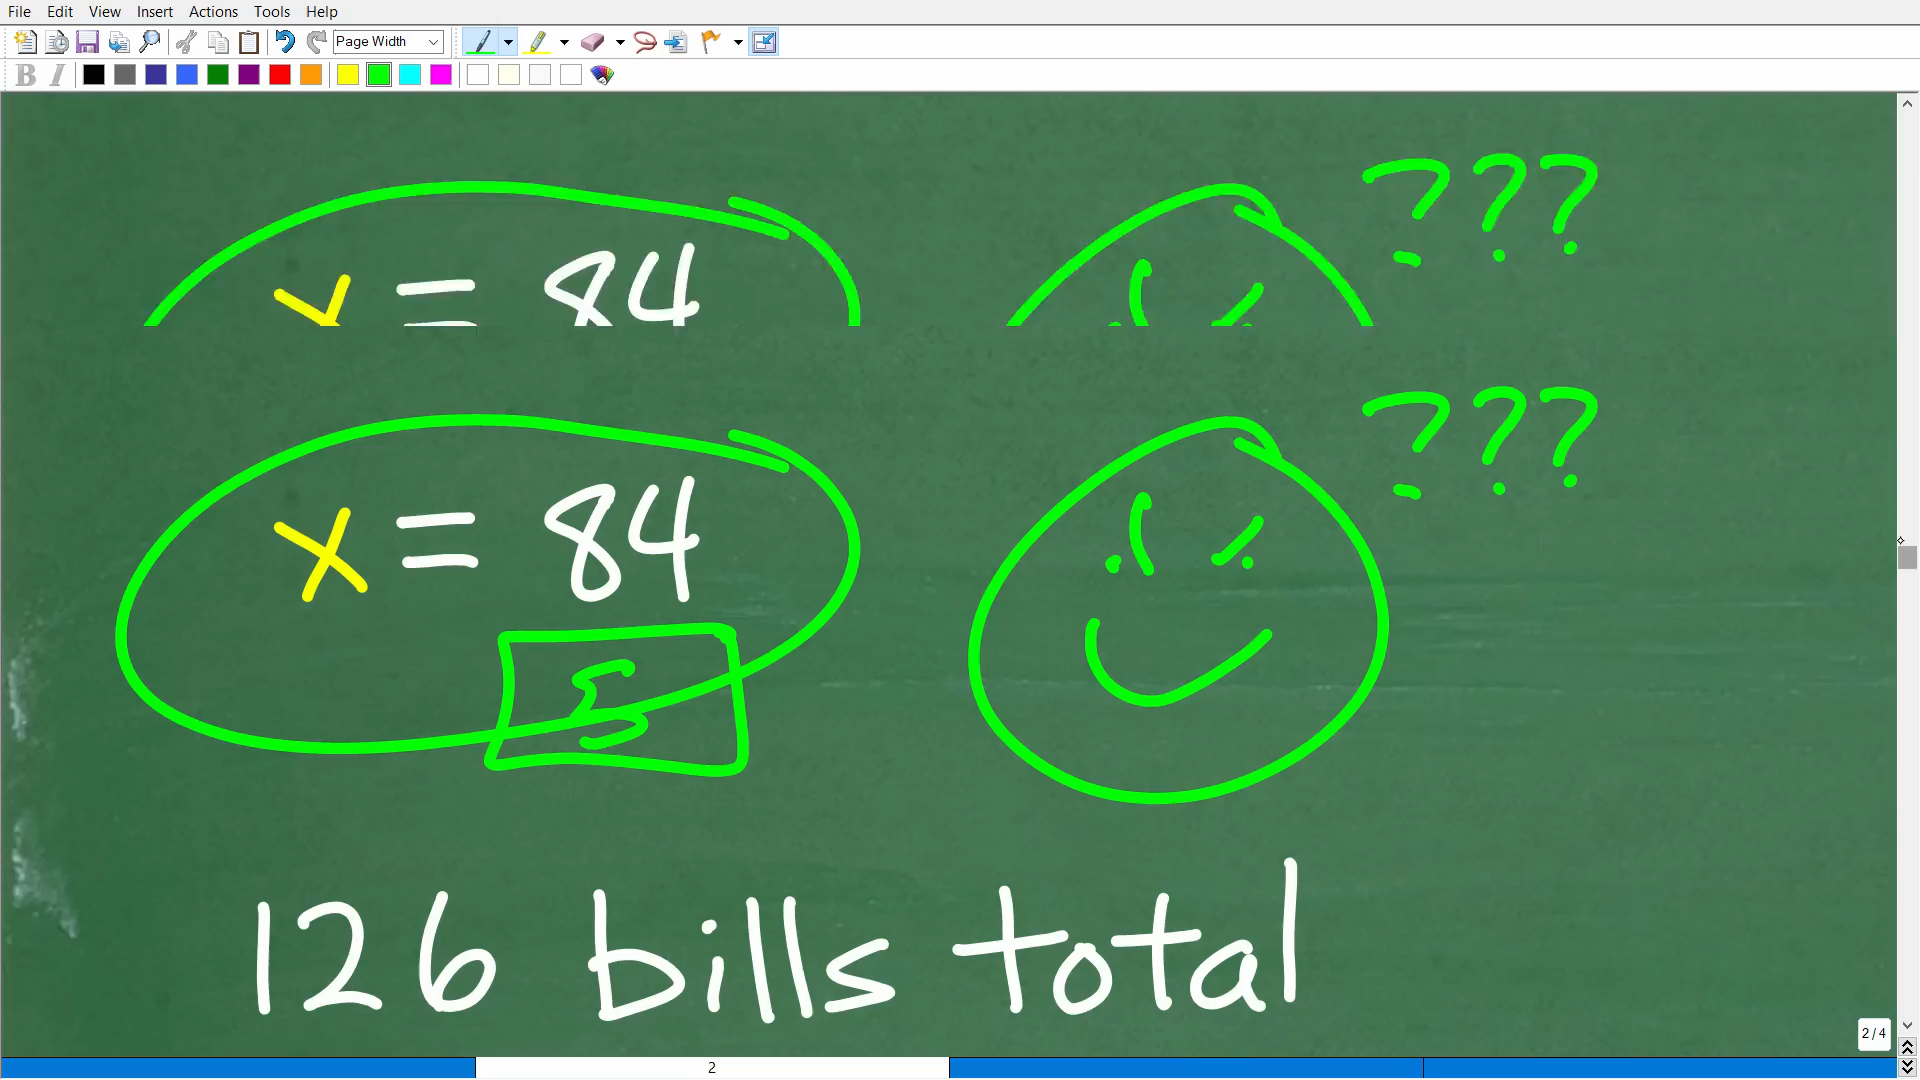 File Edit View Insert Actions Tools Help
Page Width
B I
???
= 84
???
x = 84
126 bills total
2 / 4
2